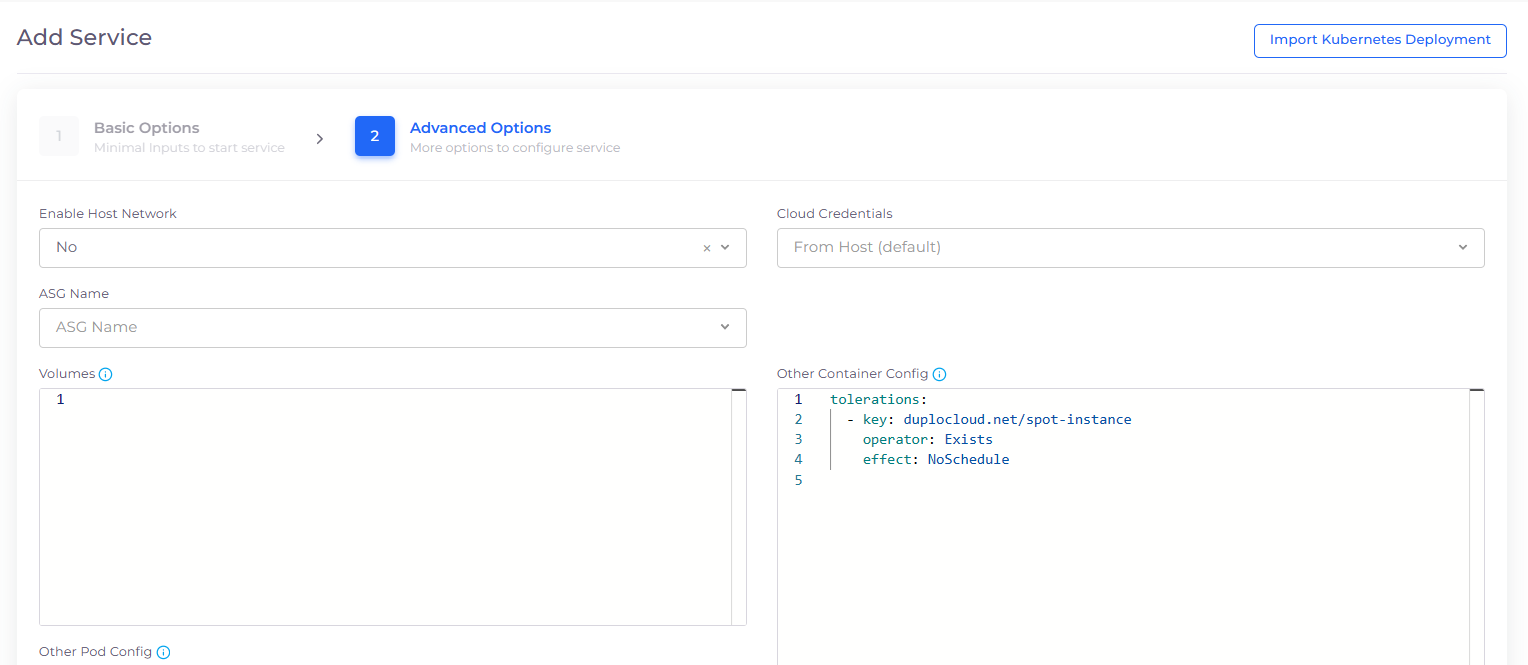 Add Service
Import Kubernetes Deployment
1
Basic Options
Minimal Inputs to start service
2
Advanced Options
More options to configure service
Enable Host Network
No
Cloud Credentials
From Host (default)
ASG Name
ASG Name
Volumes
1
Other Container Config
1 tolerations:
2 - key: duplocloud.net/spot-instance
3 operator: Exists
4 effect: NoSchedule
5
Other Pod Config